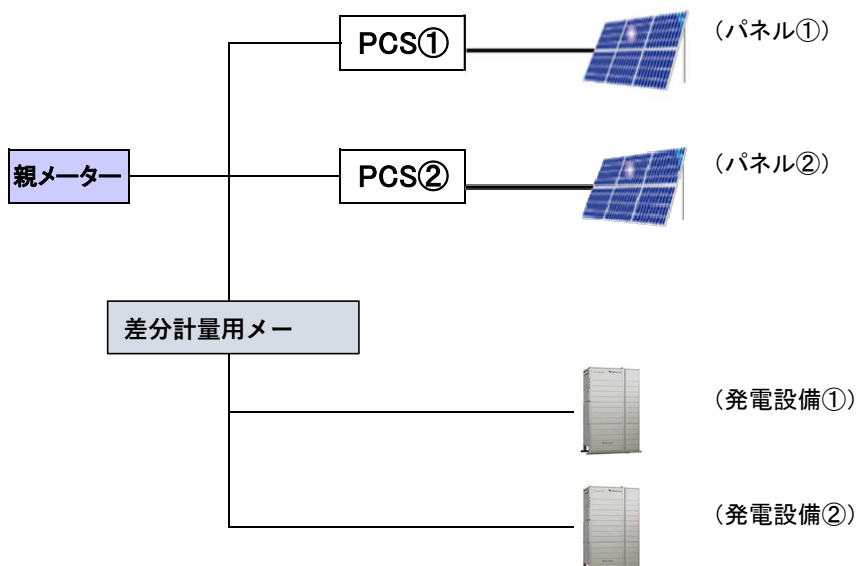 PCS①
(パネル①)
親メーター
PCS②
(パネル②)
差分計量用メー
(発電設備①)
(発電設備②)